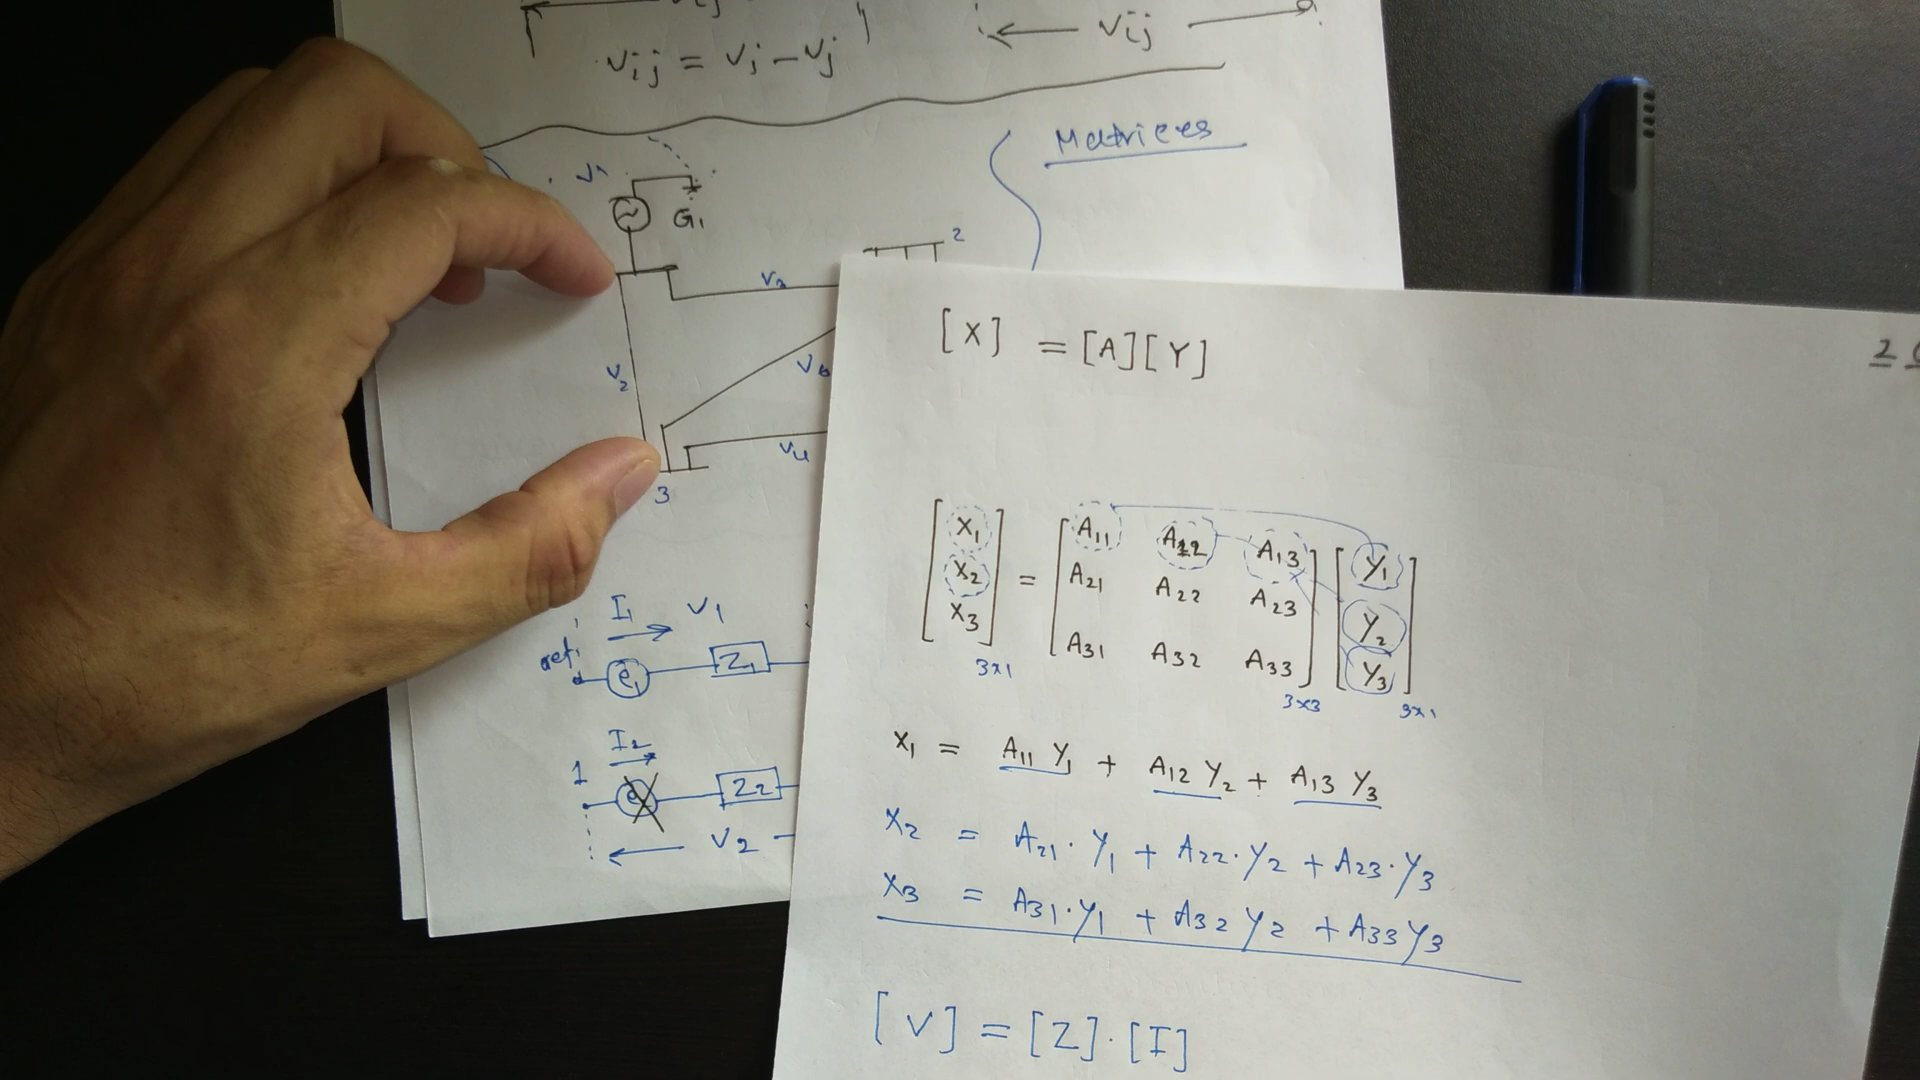 Vij = Vi - Vj
Vij
Matrices
V1
G1
2
V3
V2
V6
V4
3
I1
V1
ref.
e1
Z1
I2
1
Z2
V2
[X] = [A][Y]
X1 A11 A12 A13 Y1
X2 = A21 A22 A23 Y2
X3 A31 A32 A33 Y3
3x1 3x3 3x1
X1 = A11 Y1 + A12 Y2 + A13 Y3
X2 = A21 · Y1 + A22 · Y2 + A23 · Y3
X3 = A31 · Y1 + A32 Y2 + A33 Y3
[V] = [Z] · [I]